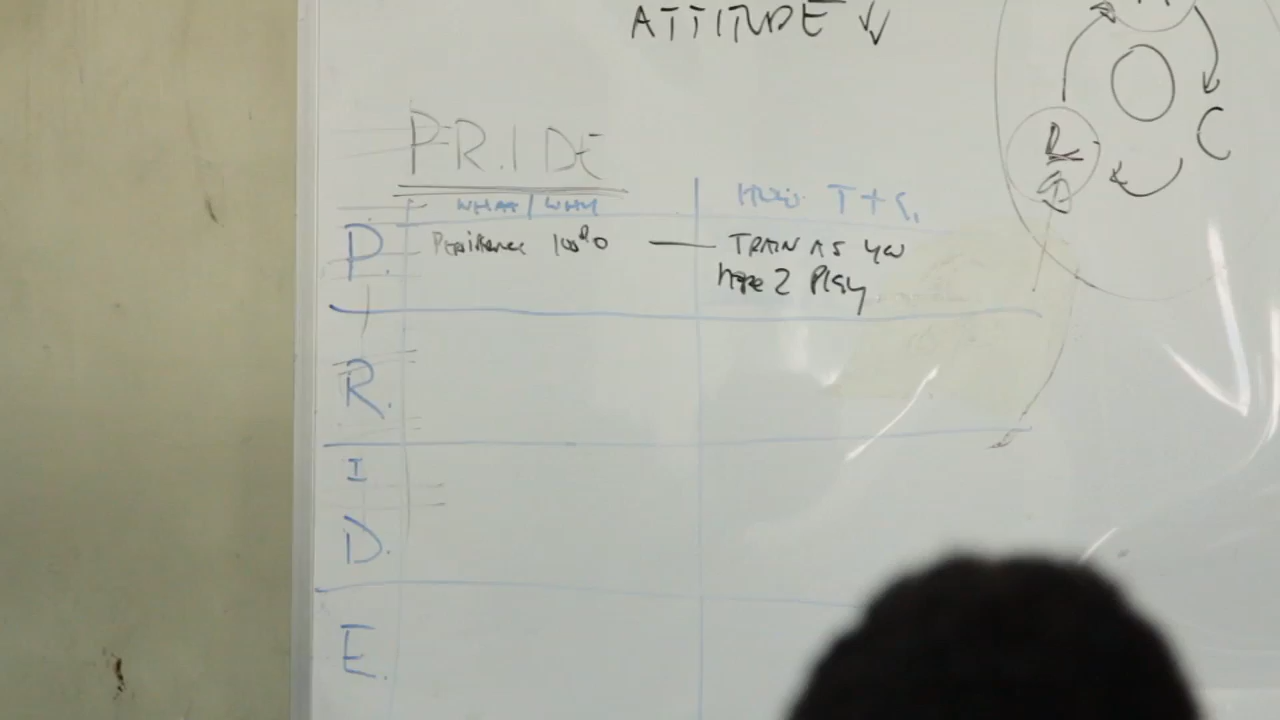 ATTITUDE
P.R.I DE
WHAT / WHY
HOW T + S.
P. Persistence 100% — TRAIN AS YOU
hope 2 Play
R.
I
D.
E.
R
C